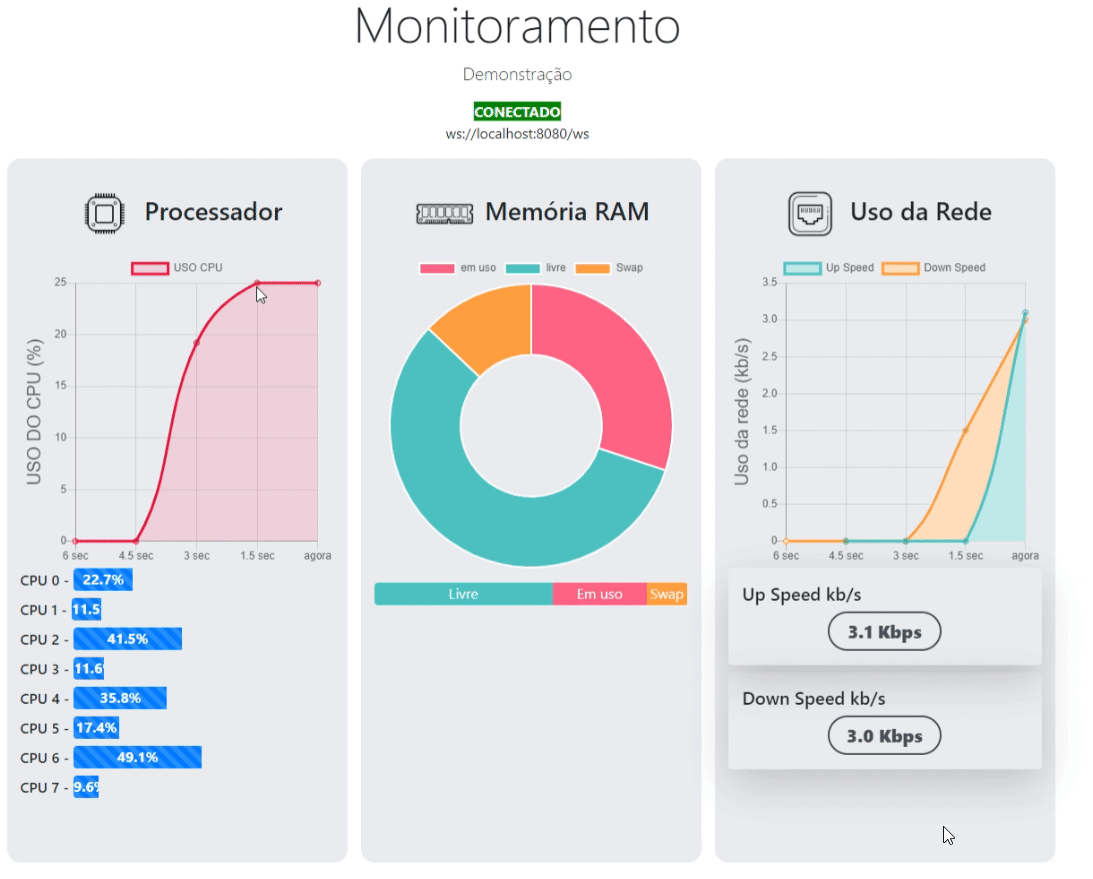 Monitoramento
Demonstração
CONECTADO
ws://localhost:8080/ws
Processador
USO CPU
25
20
15
10
5
0
USO DO CPU (%)
6 sec 4.5 sec 3 sec 1.5 sec agora
CPU 0 - 22.7%
CPU 1 - 11.5
CPU 2 - 41.5%
CPU 3 - 11.6
CPU 4 - 35.8%
CPU 5 - 17.4%
CPU 6 - 49.1%
CPU 7 - 9.6%
Memória RAM
em uso livre Swap
Livre Em uso Swap
Uso da Rede
Up Speed Down Speed
3.5
3.0
2.5
2.0
1.5
1.0
0.5
0
Uso da rede (kb/s)
6 sec 4.5 sec 3 sec 1.5 sec agora
Up Speed kb/s
3.1 Kbps
Down Speed kb/s
3.0 Kbps